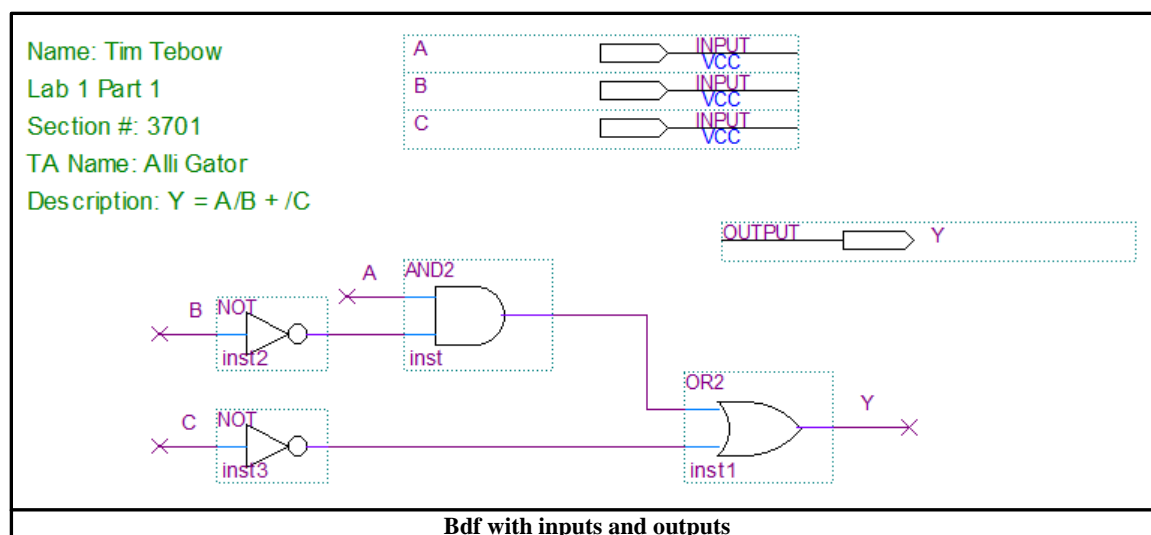 Name: Tim Tebow
Lab 1 Part 1
Section #: 3701
TA Name: Alli Gator
Description: Y = A/B + /C
A INPUT
VCC
B INPUT
VCC
C INPUT
VCC
OUTPUT Y
A AND2
B NOT
inst2 inst
OR2
C NOT Y
inst3 inst1
Bdf with inputs and outputs